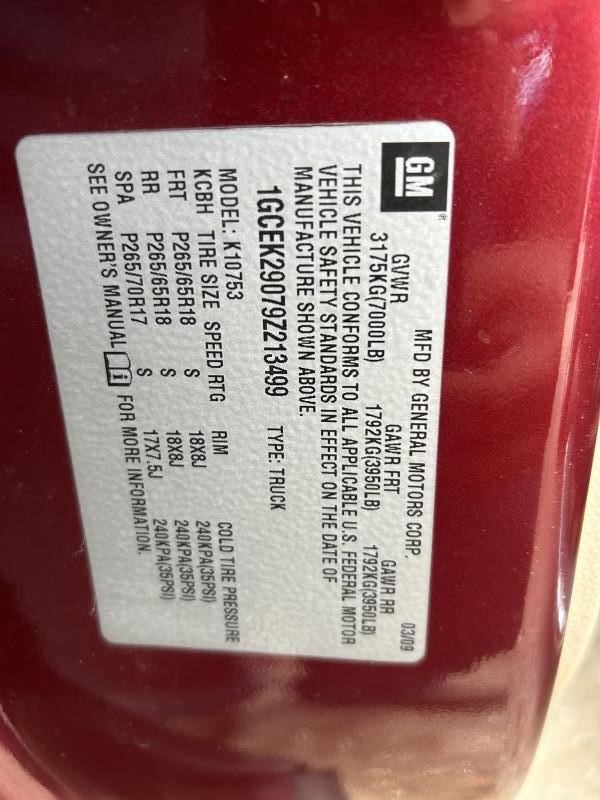 GM ®
MFD BY GENERAL MOTORS CORP. 03/09
GVWR GAWR FRT GAWR RR
3175KG(7000LB) 1792KG(3950LB) 1792KG(3950LB)
THIS VEHICLE CONFORMS TO ALL APPLICABLE U.S. FEDERAL MOTOR
VEHICLE SAFETY STANDARDS IN EFFECT ON THE DATE OF
MANUFACTURE SHOWN ABOVE.
1GCEK29079Z213499 TYPE: TRUCK
MODEL: K10753
KCBH TIRE SIZE SPEED RTG RIM COLD TIRE PRESSURE
FRT P265/65R18 S 18X8J 240KPA(35PSI)
RR P265/65R18 S 18X8J 240KPA(35PSI)
SPA P265/70R17 S 17X7.5J 240KPA(35PSI)
SEE OWNER'S MANUAL i FOR MORE INFORMATION.